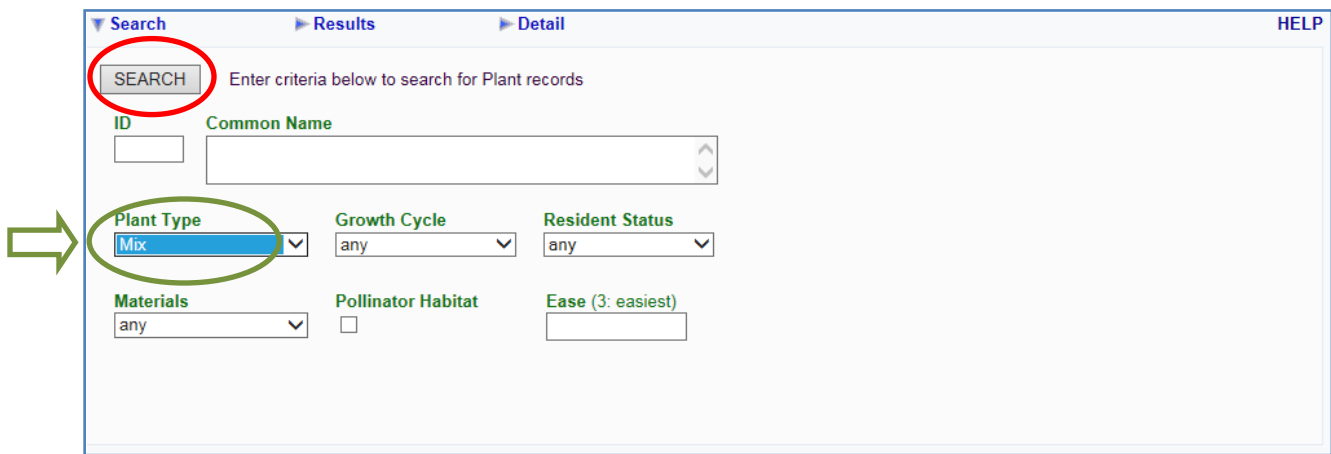 Search Results Detail HELP
SEARCH Enter criteria below to search for Plant records
ID Common Name
Plant Type Growth Cycle Resident Status
Mix any any
Materials Pollinator Habitat Ease (3: easiest)
any